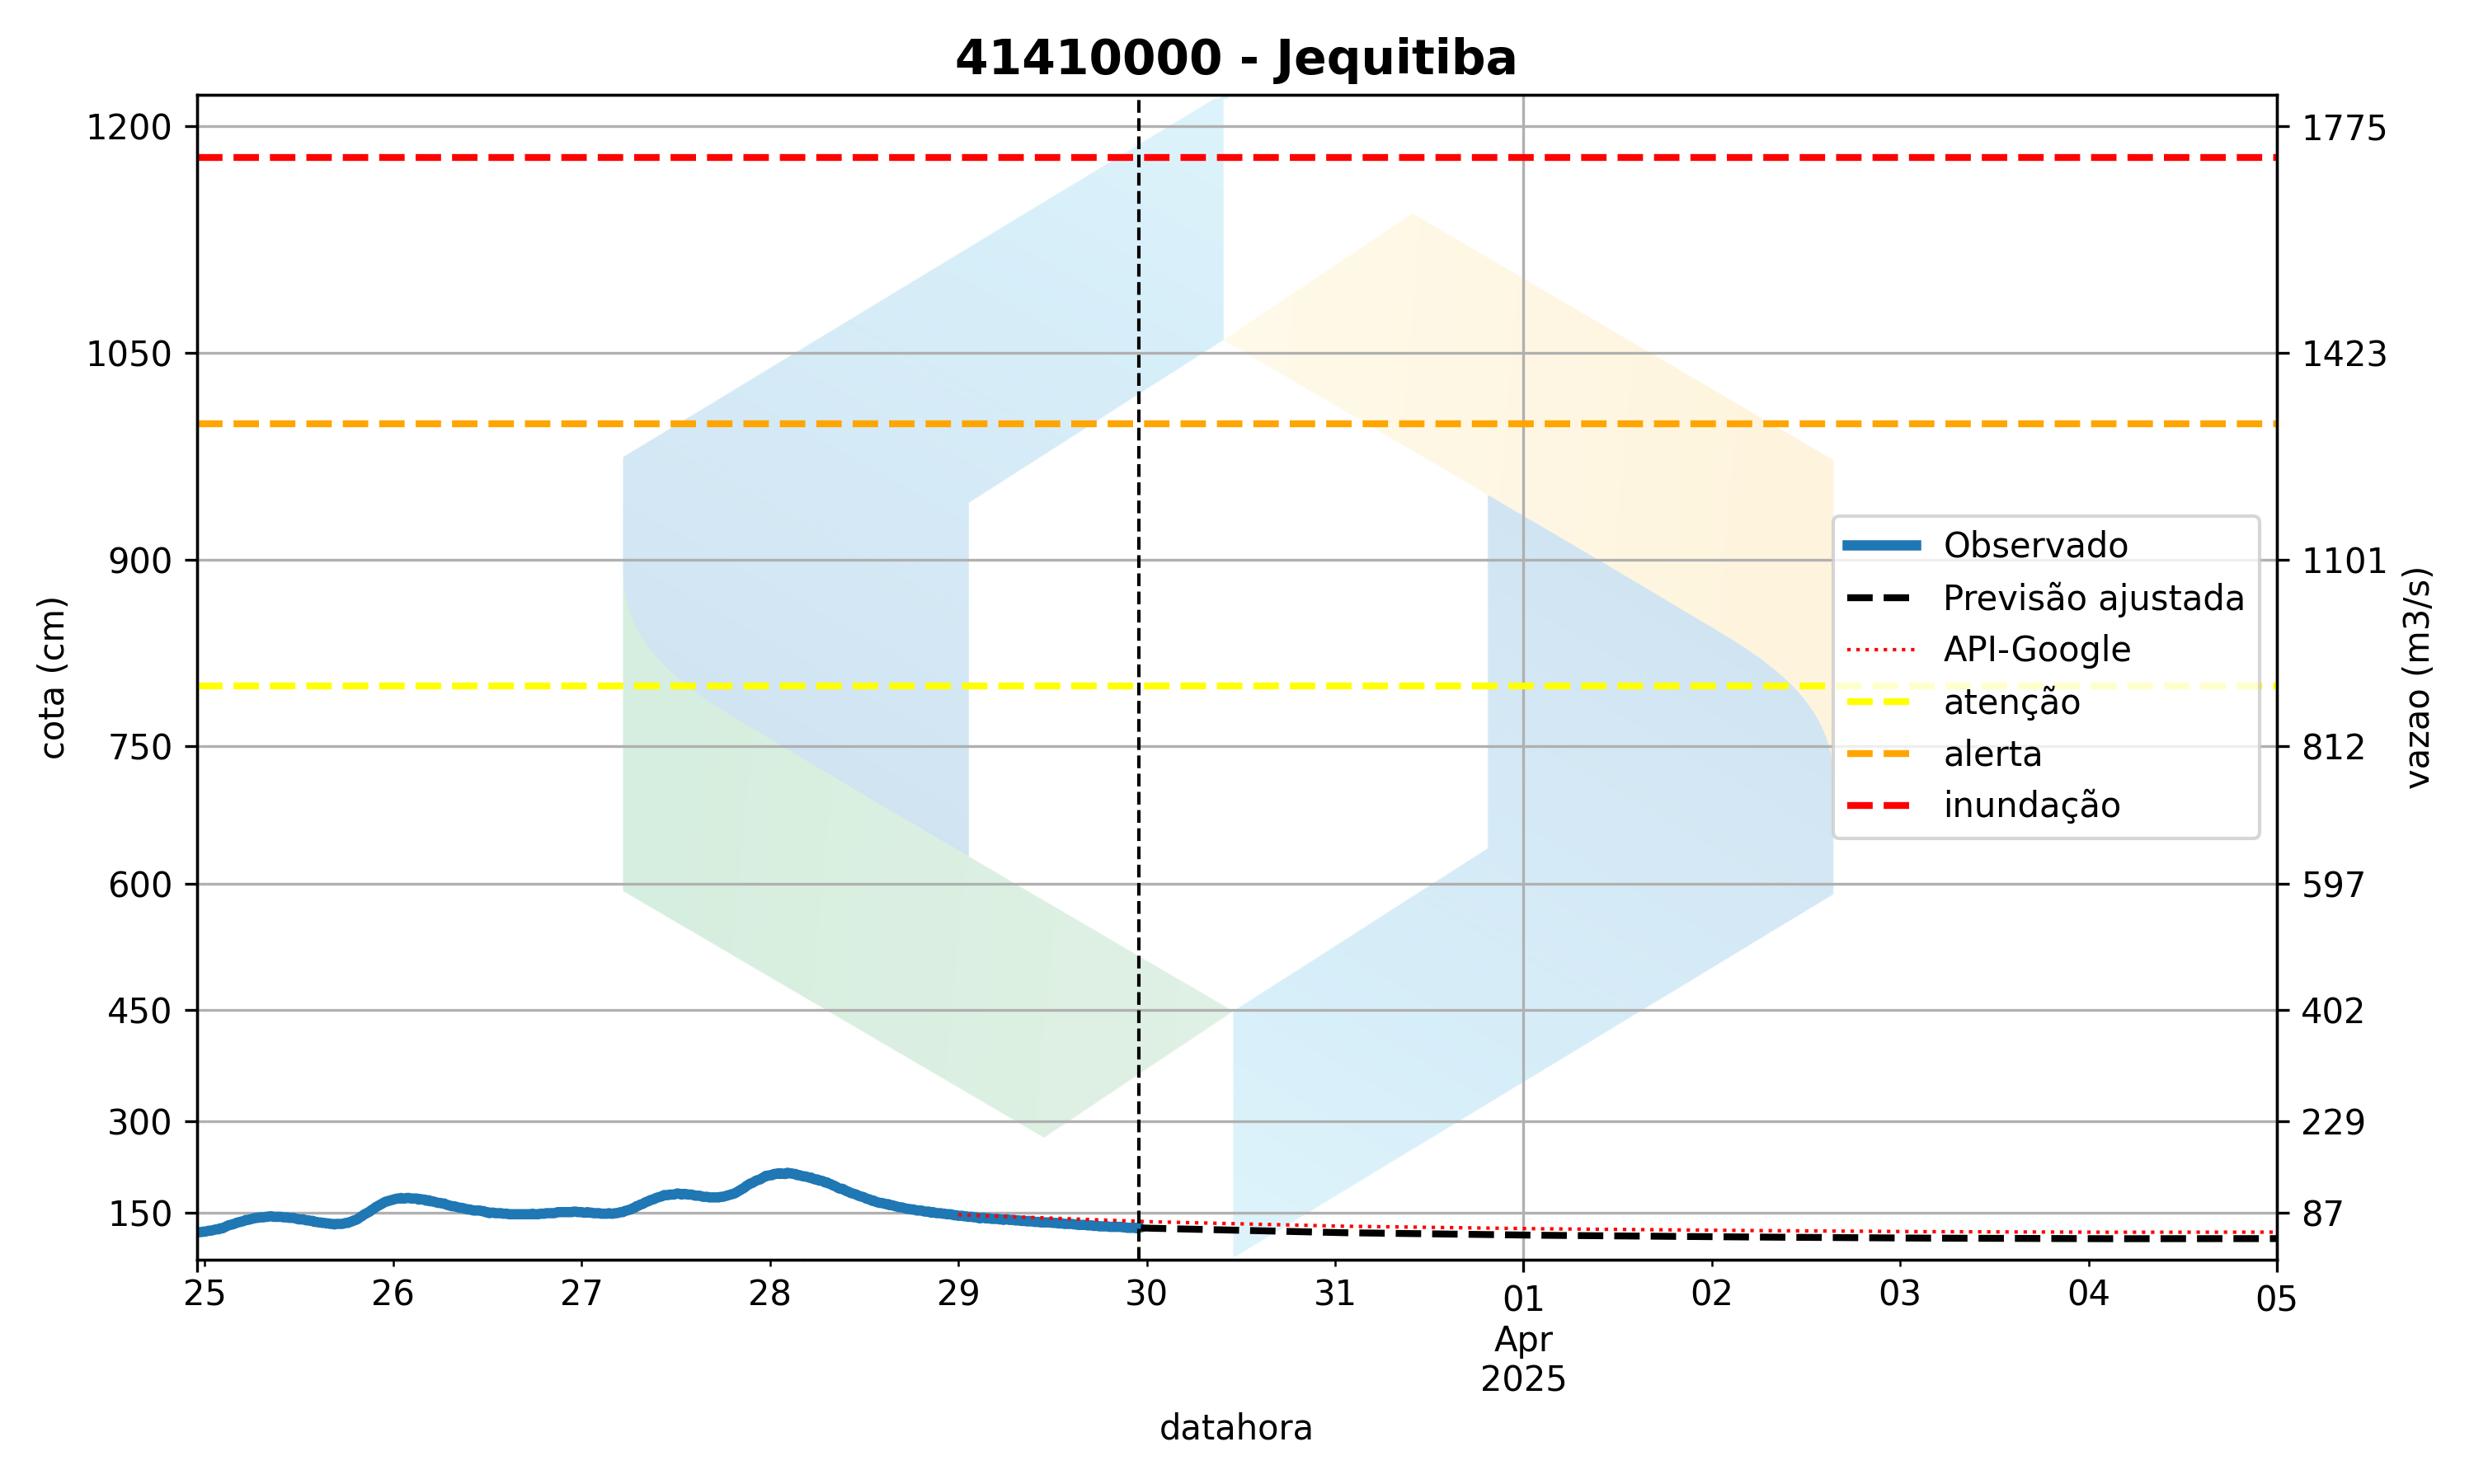 41410000 - Jequitiba
1200
1050
900
750
600
450
300
150
cota (cm)
1775
1423
1101
812
597
402
229
87
vazao (m3/s)
Observado
Previsão ajustada
API-Google
atenção
alerta
inundação
25 26 27 28 29 30 31 01 02 03 04 05
Apr
2025
datahora